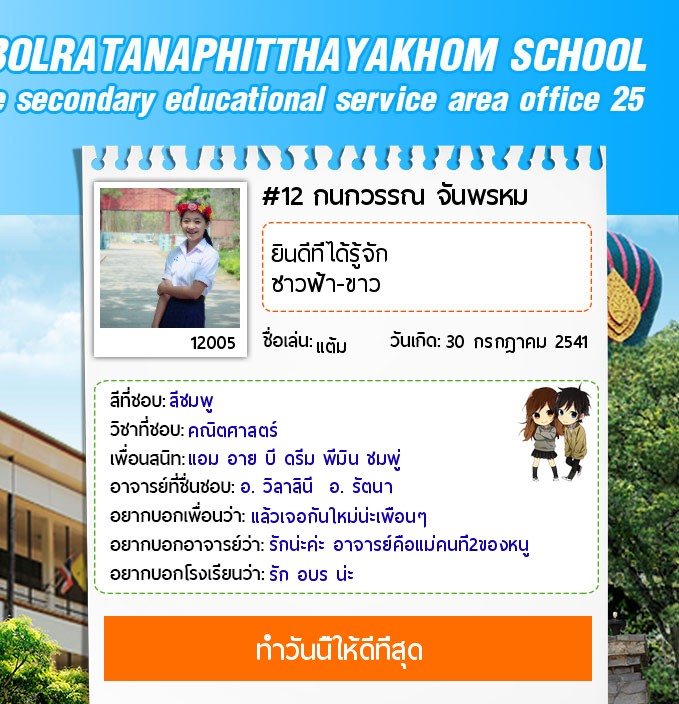 BOLRATANAPHITTHAYAKHOM SCHOOL
e secondary educational service area office 25
#12 กนกวรรณ จันพรหม
ยินดีที่ได้รู้จัก
ชาวฟ้า-ขาว
12005
ชื่อเล่น: แต้ม วันเกิด: 30 กรกฎาคม 2541
สีที่ชอบ: สีชมพู
วิชาที่ชอบ: คณิตศาสตร์
เพื่อนสนิท: แอม อาย บี ดรีม พีมิน ชมพู่
อาจารย์ที่ชื่นชอบ: อ. วิลาสินี อ. รัตนา
อยากบอกเพื่อนว่า: แล้วเจอกันใหม่น่ะเพื่อนๆ
อยากบอกอาจารย์ว่า: รักน่ะค่ะ อาจารย์คือแม่คนที่2ของหนู
อยากบอกโรงเรียนว่า: รัก อบร น่ะ
ทำวันนี้ให้ดีที่สุด